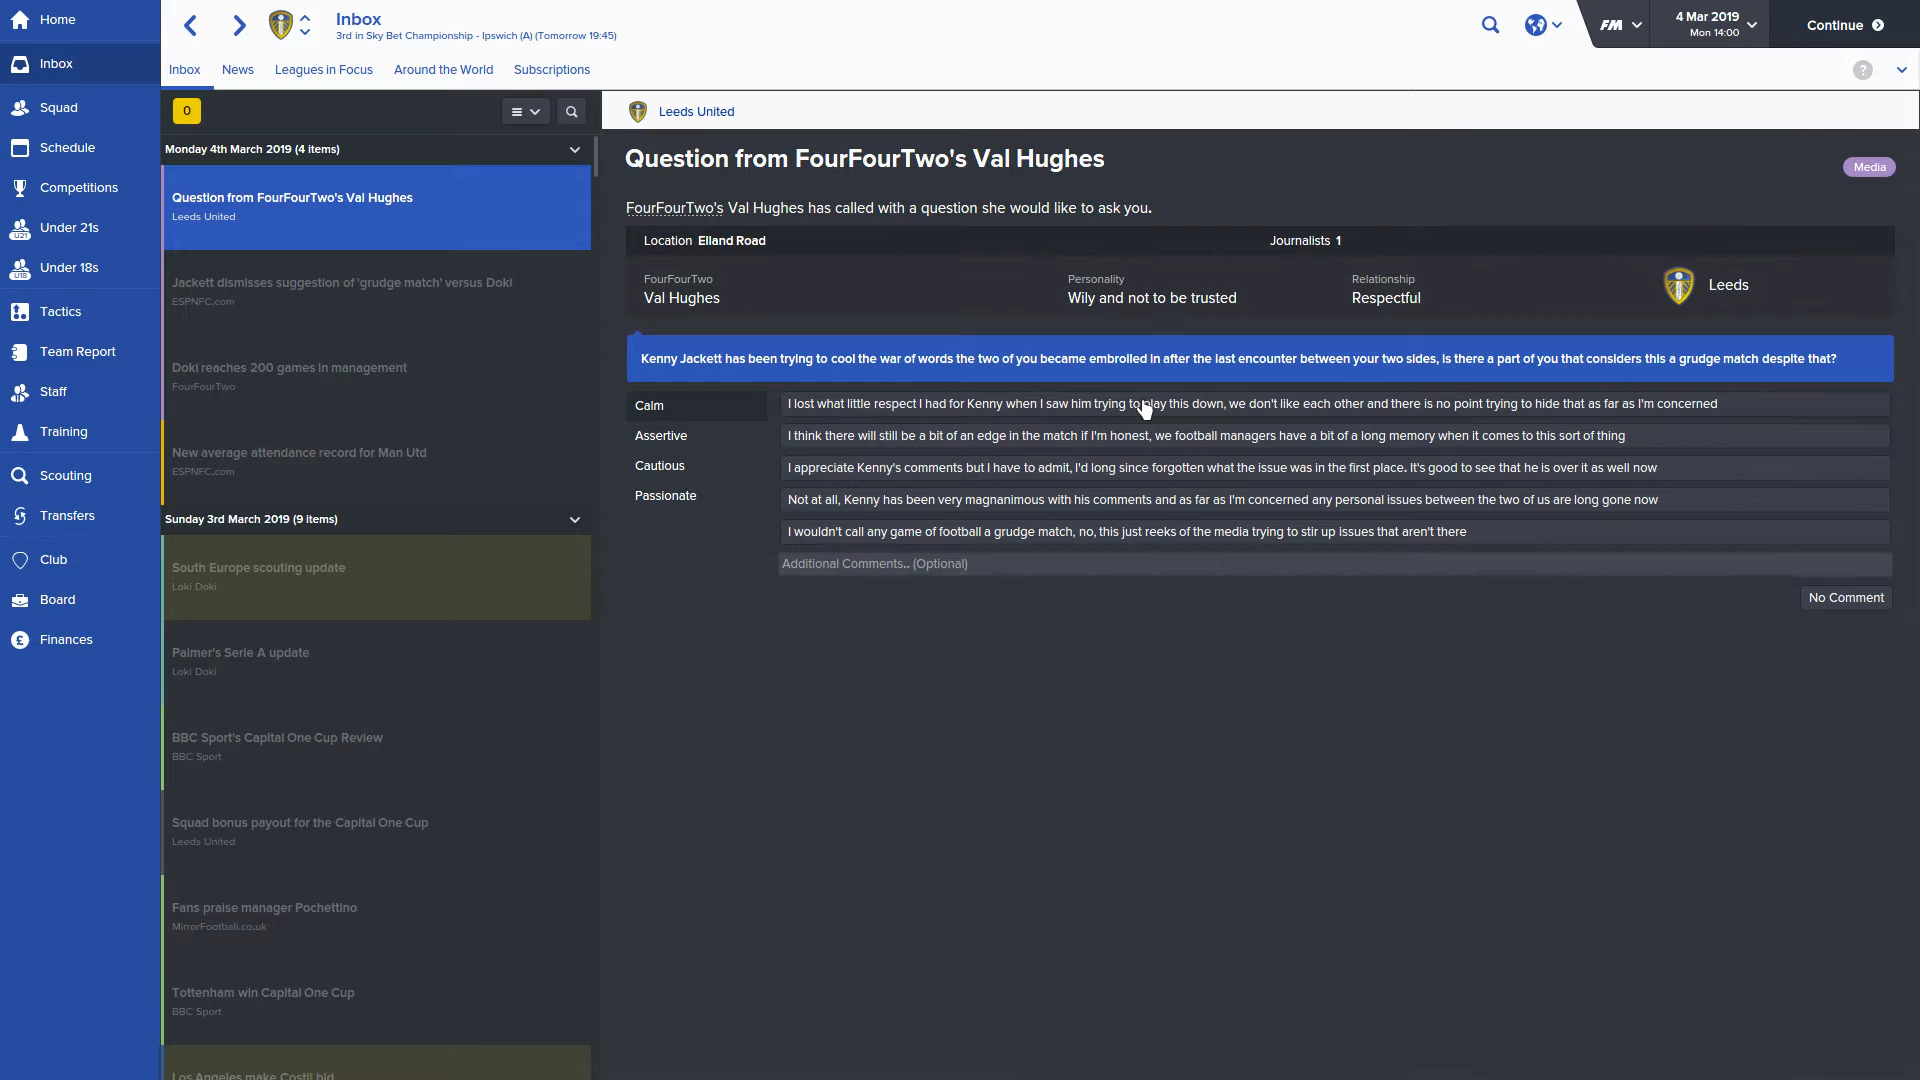 Home
Inbox
Squad
Schedule
Competitions
Under 21s
Under 18s
Tactics
Team Report
Staff
Training
Scouting
Transfers
Club
Board
Finances
Inbox
3rd in Sky Bet Championship - Ipswich (A) (Tomorrow 19:45)
FM
4 Mar 2019
Mon 14:00
Continue
Inbox
News
Leagues in Focus
Around the World
Subscriptions
?
0
Monday 4th March 2019 (4 items)
Question from FourFourTwo's Val Hughes
Leeds United
Jackett dismisses suggestion of 'grudge match' versus Doki
ESPNFC.com
Doki reaches 200 games in management
FourFourTwo
New average attendance record for Man Utd
ESPNFC.com
Sunday 3rd March 2019 (9 items)
South Europe scouting update
Loki Doki
Palmer's Serie A update
Loki Doki
BBC Sport's Capital One Cup Review
BBC Sport
Squad bonus payout for the Capital One Cup
Leeds United
Fans praise manager Pochettino
MirrorFootball.co.uk
Tottenham win Capital One Cup
BBC Sport
Los Angeles make Costil bid
Leeds United
Question from FourFourTwo's Val Hughes
Media
FourFourTwo's Val Hughes has called with a question she would like to ask you.
Location Elland Road
Journalists 1
FourFourTwo
Val Hughes
Personality
Wily and not to be trusted
Relationship
Respectful
Leeds
Kenny Jackett has been trying to cool the war of words the two of you became embroiled in after the last encounter between your two sides, is there a part of you that considers this a grudge match despite that?
Calm
Assertive
Cautious
Passionate
I lost what little respect I had for Kenny when I saw him trying to play this down, we don't like each other and there is no point trying to hide that as far as I'm concerned
I think there will still be a bit of an edge in the match if I'm honest, we football managers have a bit of a long memory when it comes to this sort of thing
I appreciate Kenny's comments but I have to admit, I'd long since forgotten what the issue was in the first place. It's good to see that he is over it as well now
Not at all, Kenny has been very magnanimous with his comments and as far as I'm concerned any personal issues between the two of us are long gone now
I wouldn't call any game of football a grudge match, no, this just reeks of the media trying to stir up issues that aren't there
Additional Comments.. (Optional)
No Comment